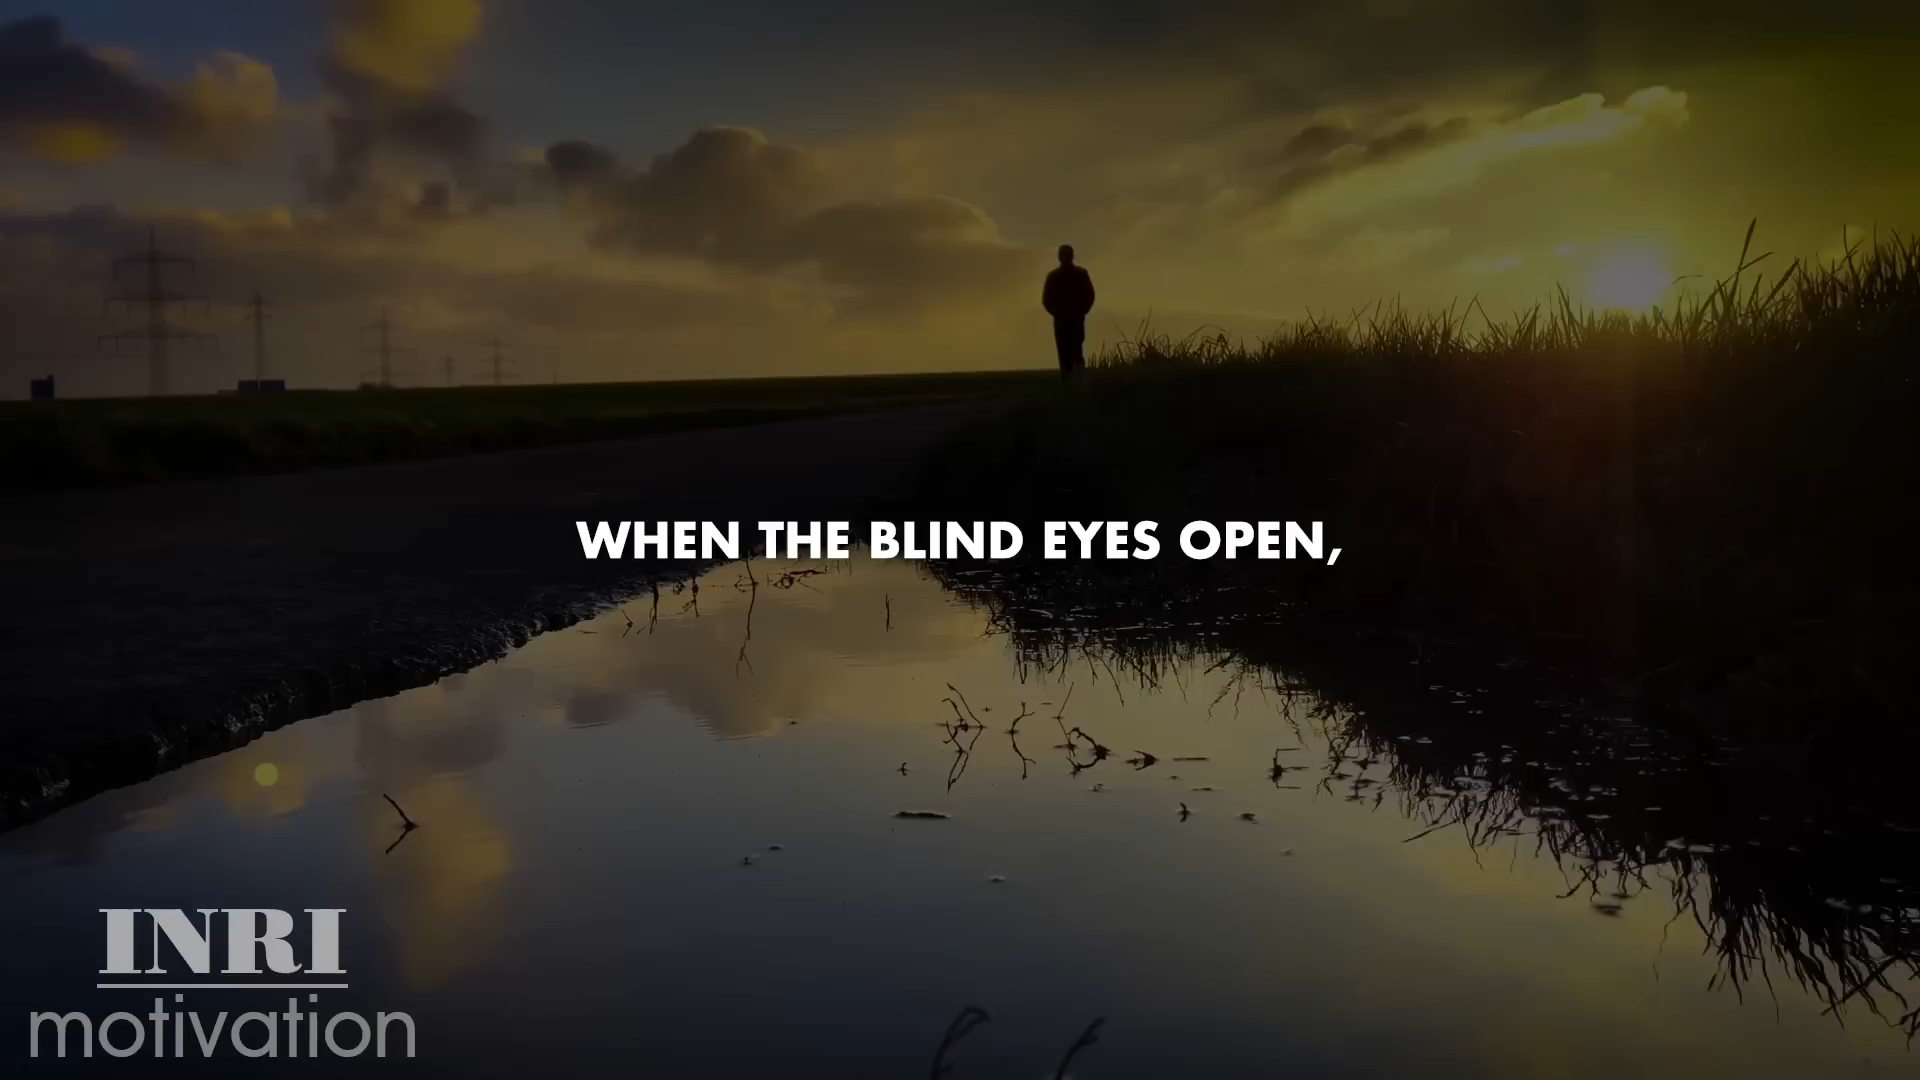 WHEN THE BLIND EYES OPEN,
INRI
motivation